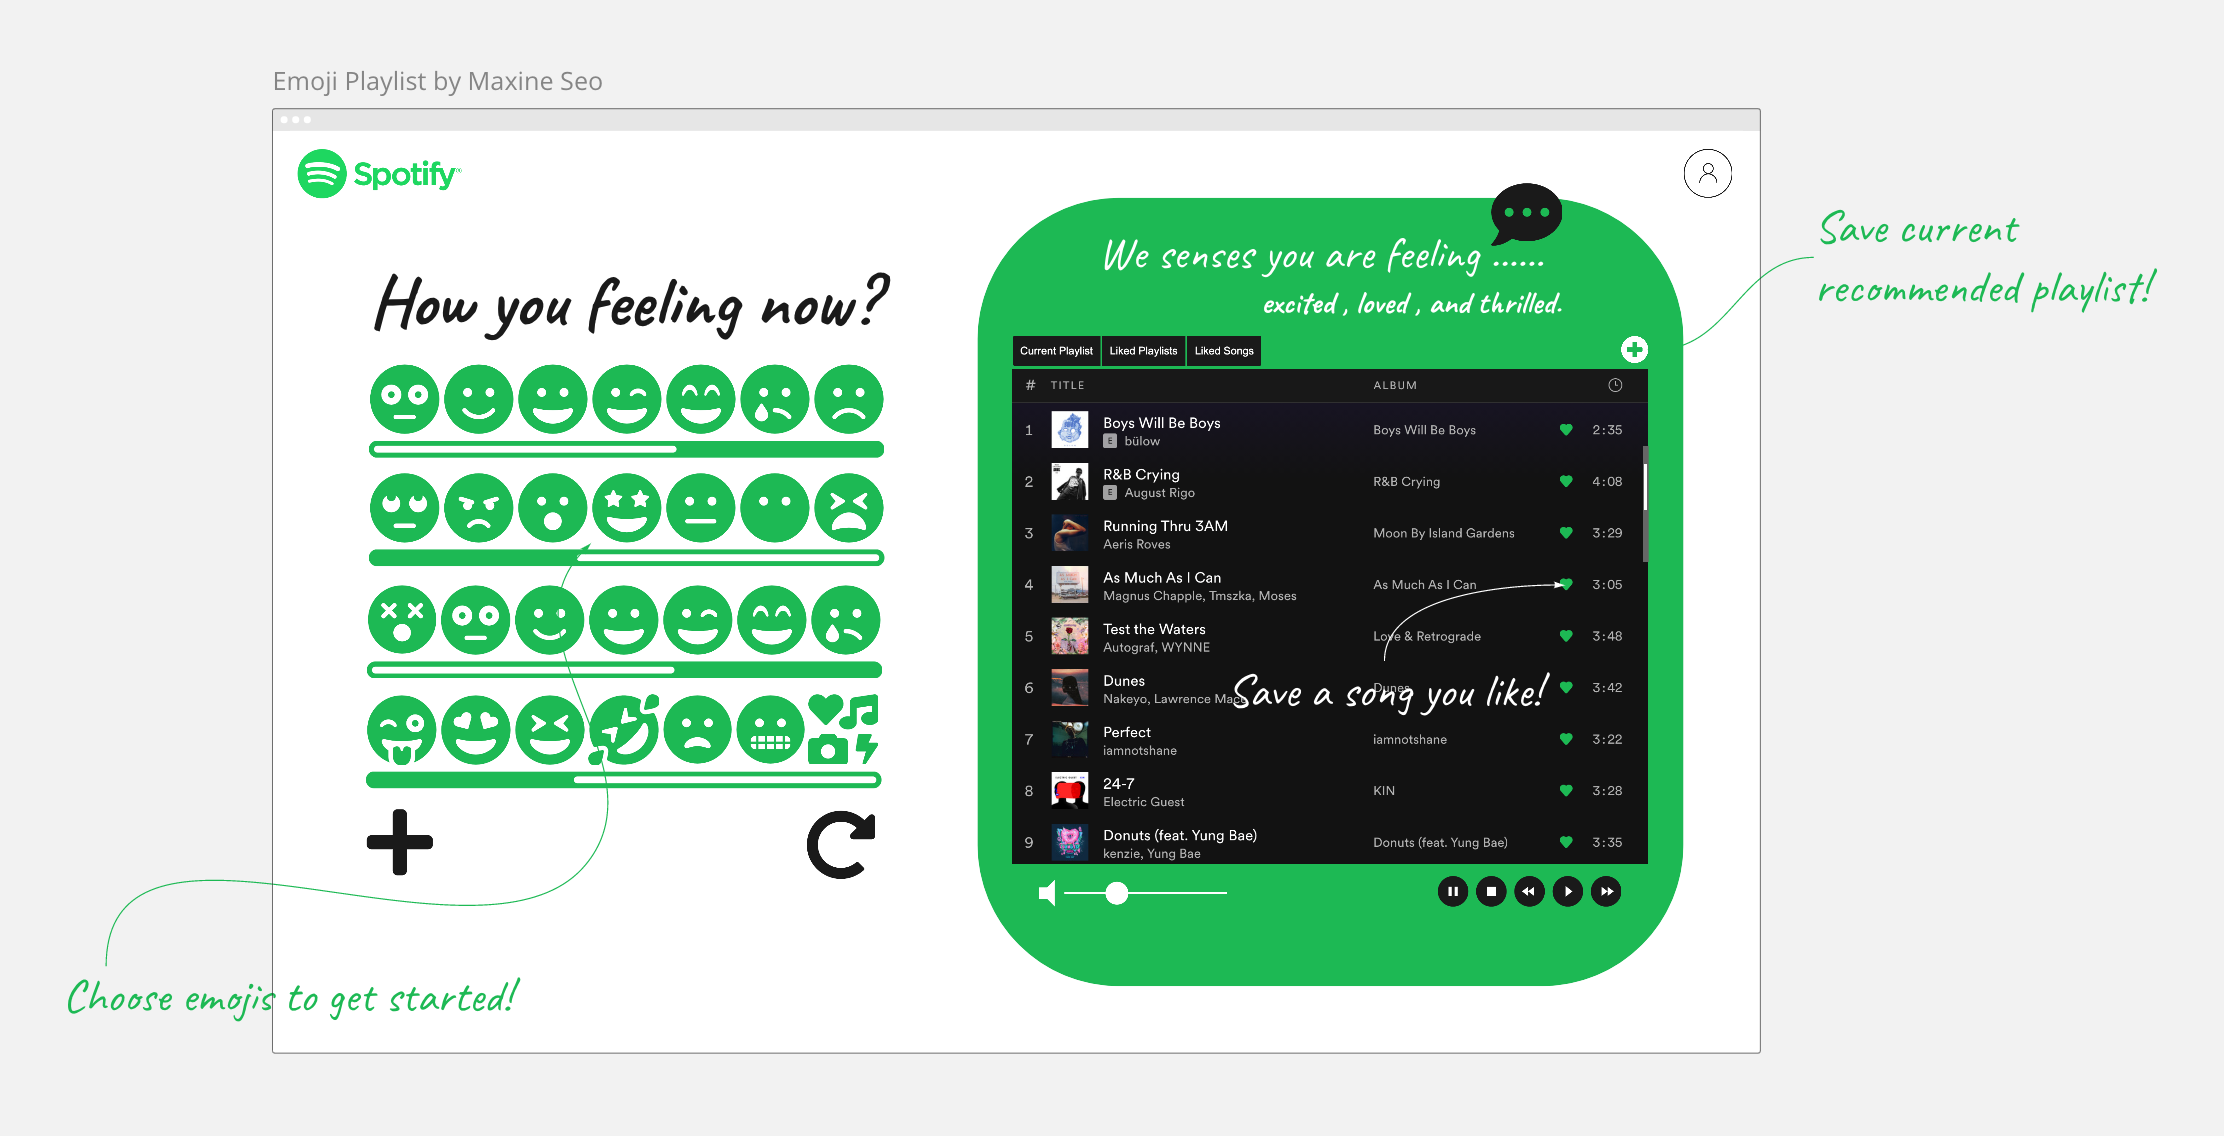 Emoji Playlist by Maxine Seo
Spotify
How you feeling now?
We senses you are feeling ......
excited , loved , and thrilled.
Save current
recommended playlist!
Current Playlist Liked Playlists Liked Songs
# TITLE ALBUM
1 Boys Will Be Boys Boys Will Be Boys 2:35
E bülow
2 R&B Crying R&B Crying 4:08
E August Rigo
3 Running Thru 3AM Moon By Island Gardens 3:29
Aeris Roves
4 As Much As I Can As Much As I Can 3:05
Magnus Chapple, Tmszka, Moses
5 Test the Waters Love & Retrograde 3:48
Autograf, WYNNE
6 Dunes Dunes 3:42
Nakeyo, Lawrence
Save a song you like!
7 Perfect iamnotshane 3:22
iamnotshane
8 24-7 KIN 3:28
Electric Guest
9 Donuts (feat. Yung Bae) Donuts (feat. Yung Bae) 3:35
kenzie, Yung Bae
Choose emojis to get started!